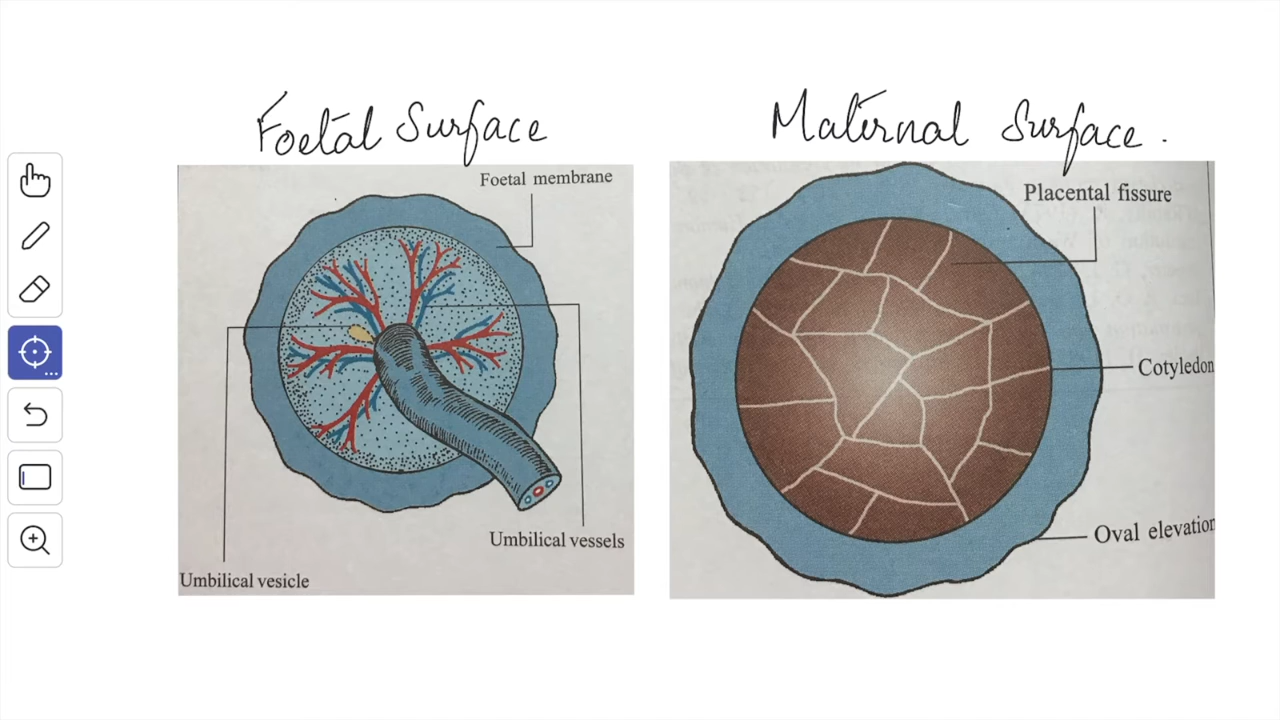 Foetal Surface
Maternal Surface.
Foetal membrane
Umbilical vessels
Umbilical vesicle
Placental fissure
Cotyledon
Oval elevation